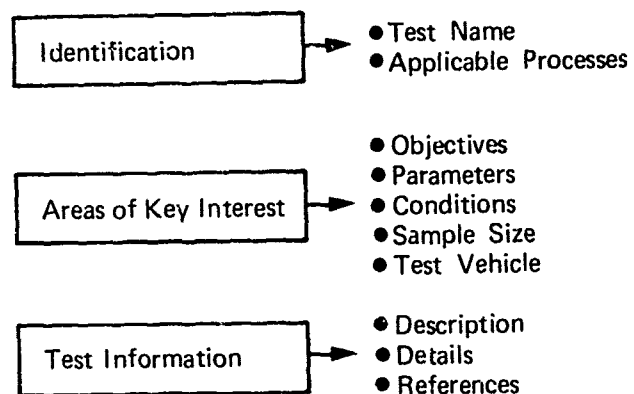 Identification
● Test Name
● Applicable Processes
Areas of Key Interest
● Objectives
● Parameters
● Conditions
● Sample Size
● Test Vehicle
Test Information
● Description
● Details
● References